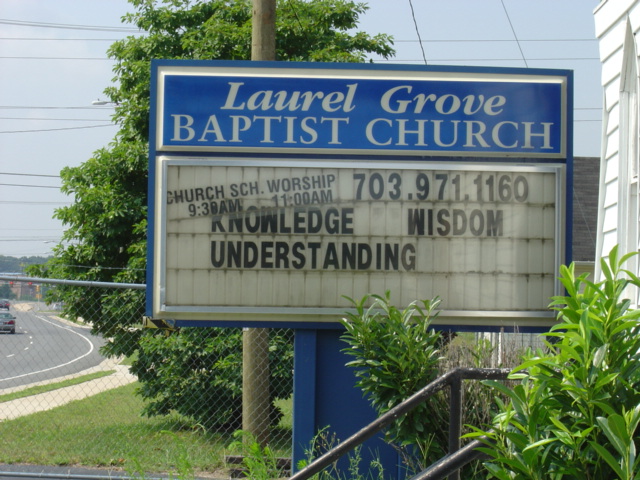 Laurel Grove
BAPTIST CHURCH
CHURCH SCH. WORSHIP 703.971.1160
9:30AM 11:00AM
KNOWLEDGE WISDOM
UNDERSTANDING